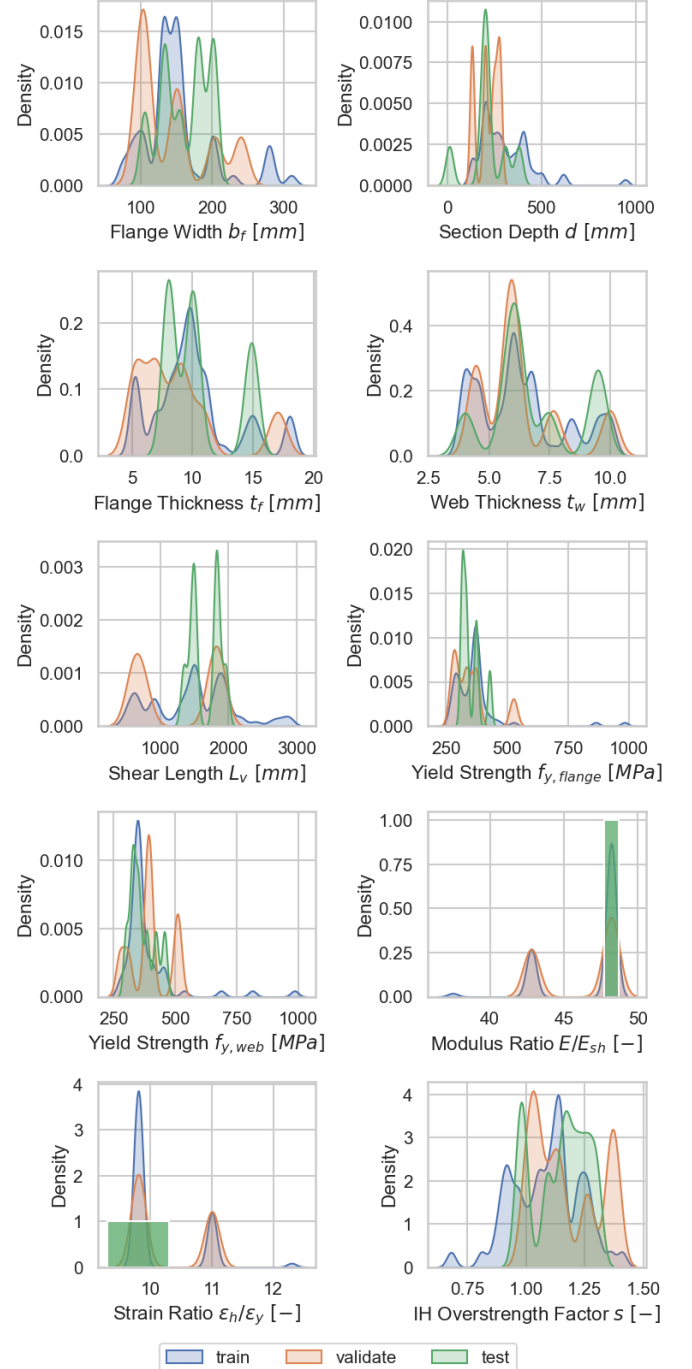 0.015
0.010
0.005
0.000
Density
100 200 300
Flange Width b_f [mm]
0.0100
0.0075
0.0050
0.0025
0.0000
Density
0 500 1000
Section Depth d [mm]
0.2
0.1
0.0
Density
5 10 15 20
Flange Thickness t_f [mm]
0.4
0.2
0.0
Density
2.5 5.0 7.5 10.0
Web Thickness t_w [mm]
0.003
0.002
0.001
0.000
Density
1000 2000 3000
Shear Length L_v [mm]
0.020
0.015
0.010
0.005
0.000
Density
250 500 750 1000
Yield Strength f_{y,flange} [MPa]
0.010
0.005
0.000
Density
250 500 750 1000
Yield Strength f_{y,web} [MPa]
1.00
0.75
0.50
0.25
0.00
Density
40 45 50
Modulus Ratio E/E_{sh} [−]
4
3
2
1
0
Density
10 11 12
Strain Ratio ε_h/ε_y [−]
4
3
2
1
0
Density
0.75 1.00 1.25 1.50
IH Overstrength Factor s [−]
train validate test